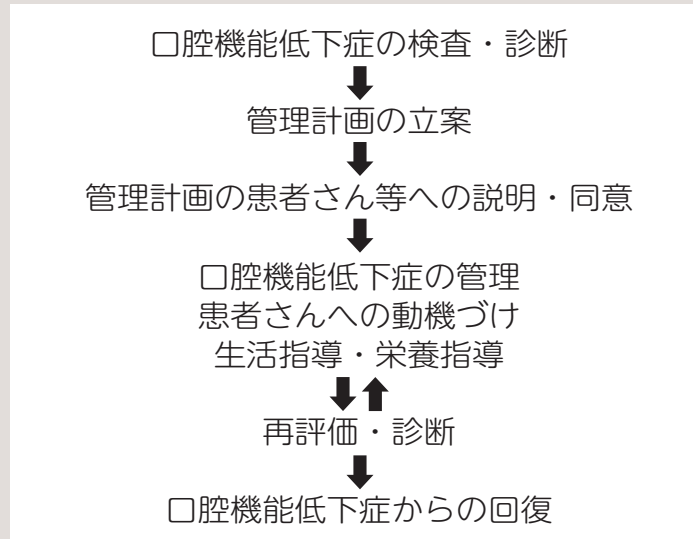 口腔機能低下症の検査・診断
管理計画の立案
管理計画の患者さん等への説明・同意
口腔機能低下症の管理
患者さんへの動機づけ
生活指導・栄養指導
再評価・診断
口腔機能低下症からの回復